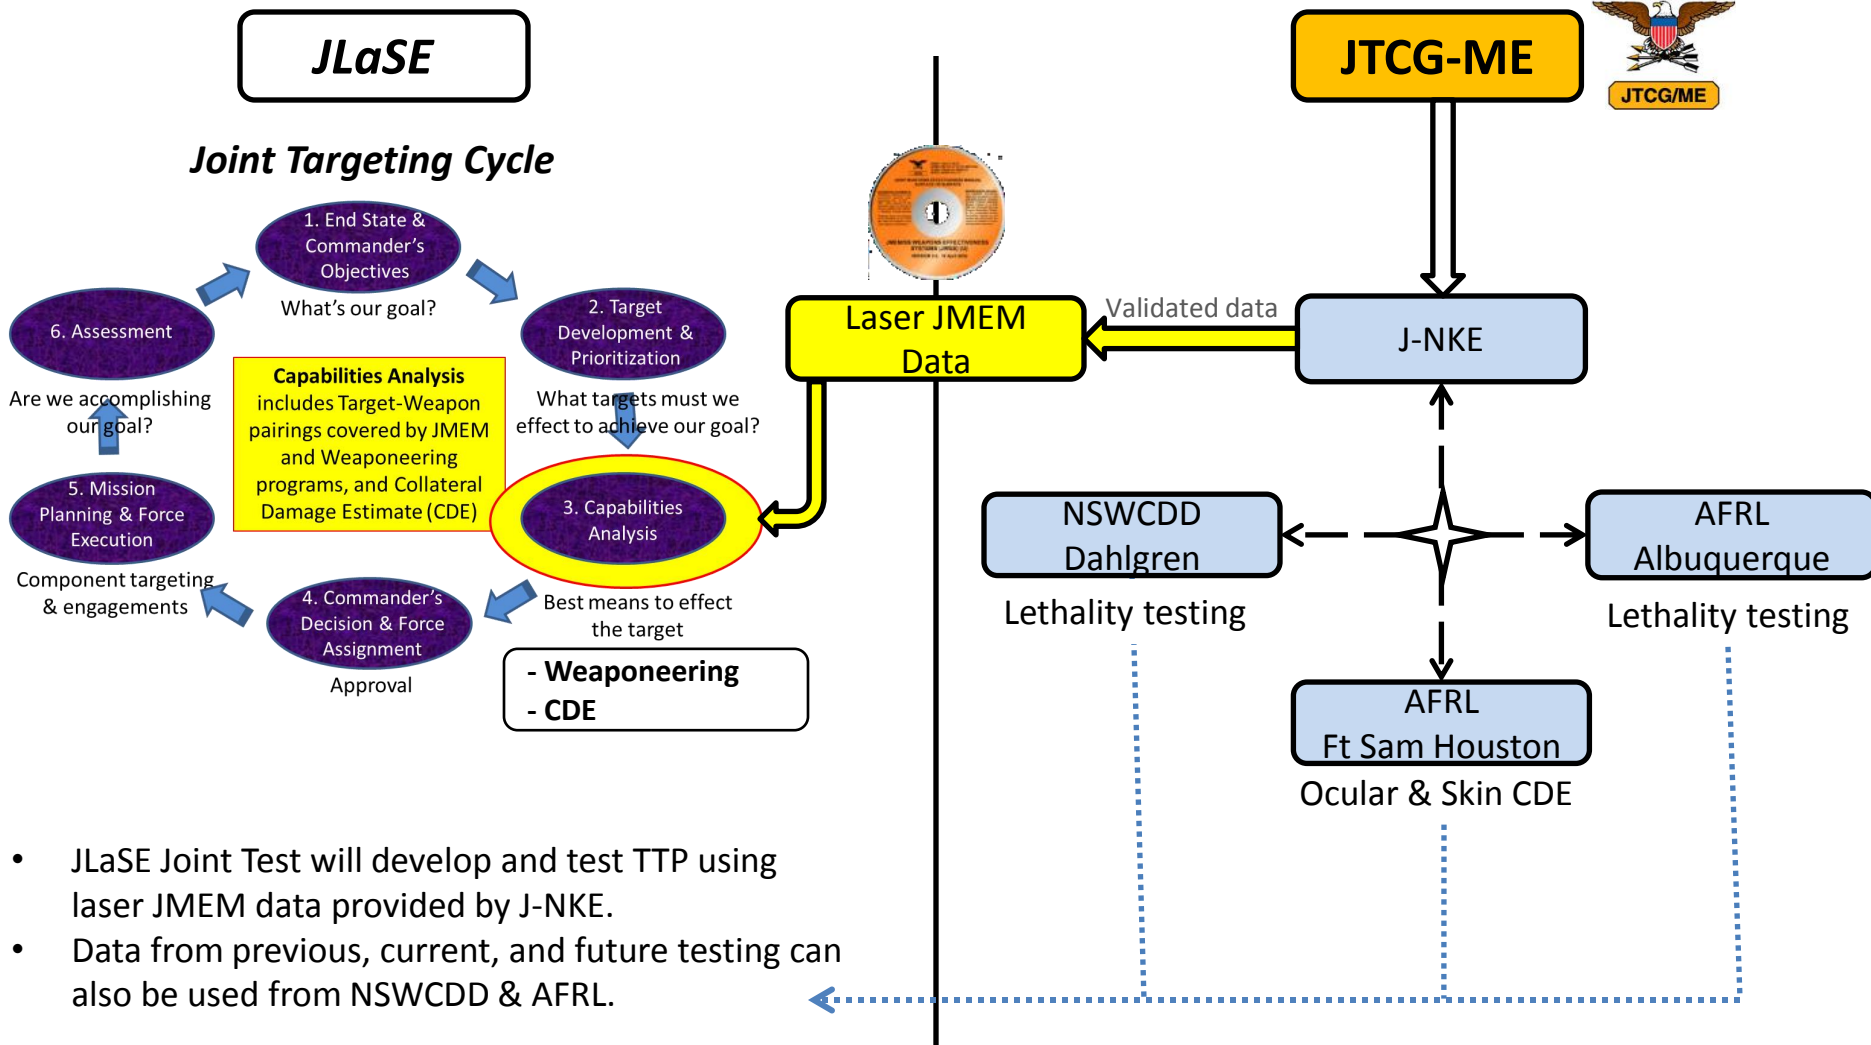 JLaSE
JTCG-ME
JTCG/ME
Joint Targeting Cycle
1. End State &
Commander's
Objectives
What's our goal?
2. Target
Development &
Prioritization
What targets must we
effect to achieve our goal?
3. Capabilities
Analysis
Best means to effect
the target
- Weaponeering
- CDE
4. Commander's
Decision & Force
Assignment
Approval
5. Mission
Planning & Force
Execution
Component targeting
& engagements
6. Assessment
Are we accomplishing
our goal?
Capabilities Analysis
includes Target-Weapon
pairings covered by JMEM
and Weaponeering
programs, and Collateral
Damage Estimate (CDE)
Laser JMEM
Data
Validated data
J-NKE
NSWCDD
Dahlgren
Lethality testing
AFRL
Albuquerque
Lethality testing
AFRL
Ft Sam Houston
Ocular & Skin CDE
• JLaSE Joint Test will develop and test TTP using
laser JMEM data provided by J-NKE.
• Data from previous, current, and future testing can
also be used from NSWCDD & AFRL.